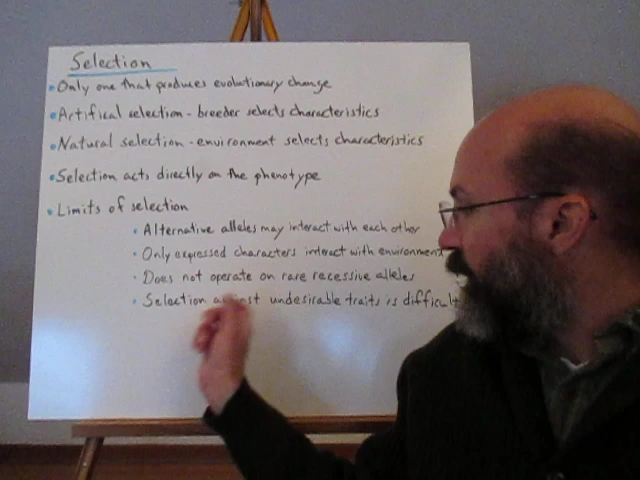 Selection
• Only one that produces evolutionary change
• Artifical selection - breeder selects characteristics
• Natural selection - environment selects characteristics
• Selection acts directly on the phenotype
• Limits of selection
• Alternative alleles may interact with each other
• Only expressed characters interact with environment
• Does not operate on rare recessive alleles
• Selection against undesirable traits is difficult